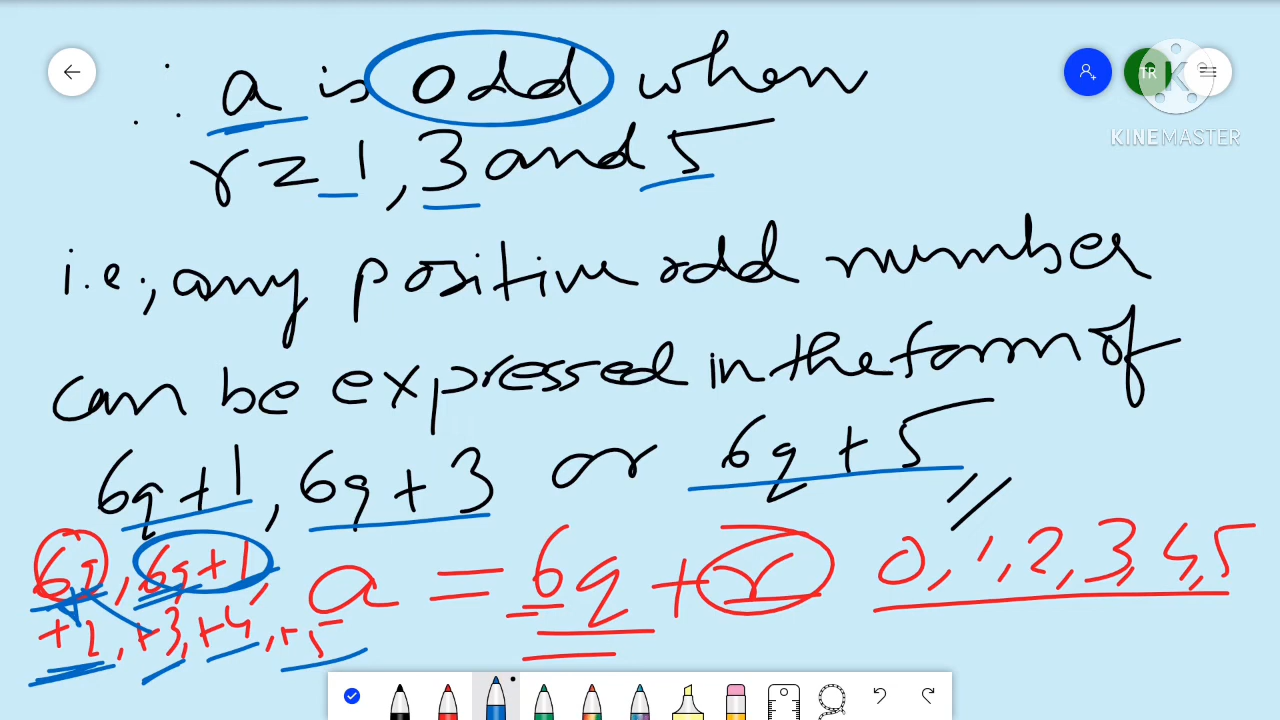 ∴ a is odd when
r = 1, 3 and 5
i.e., any positive odd number
can be expressed in the form of
6q + 1, 6q + 3 or 6q + 5 //
6q, 6q+1, a = 6q + r 0, 1, 2, 3, 4, 5
+2, +3, +4, +5
TR
K
KINEMASTER